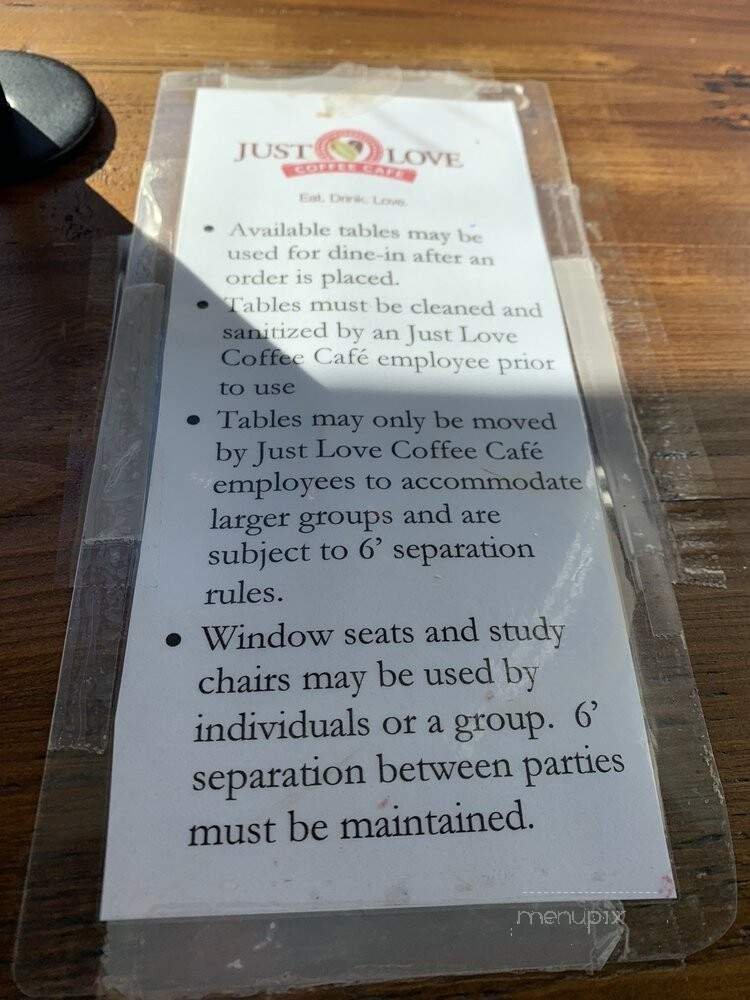 JUST LOVE
COFFEE CAFE
Eat. Drink. Love.
• Available tables may be
used for dine-in after an
order is placed.
• Tables must be cleaned and
sanitized by an Just Love
Coffee Café employee prior
to use
• Tables may only be moved
by Just Love Coffee Café
employees to accommodate
larger groups and are
subject to 6’ separation
rules.
• Window seats and study
chairs may be used by
individuals or a group. 6’
separation between parties
must be maintained.
menupix